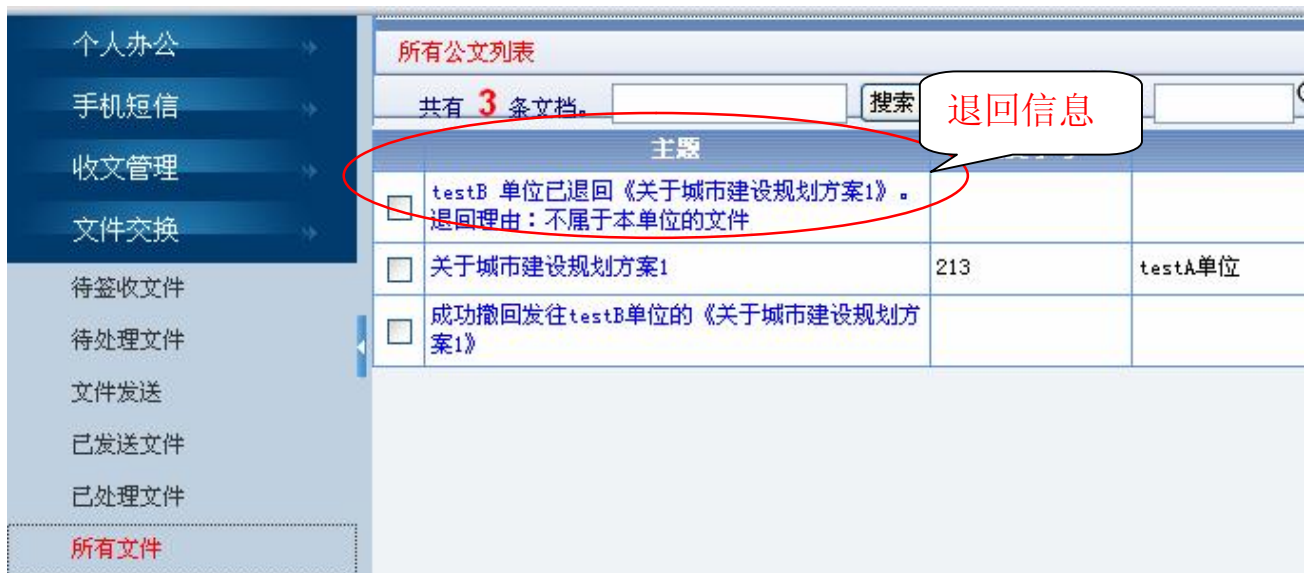 个人办公
手机短信
收文管理
文件交换
待签收文件
待处理文件
文件发送
已发送文件
已处理文件
所有文件
所有公文列表
共有 3 条文档。 搜索
退回信息
主题
testB 单位已退回《关于城市建设规划方案1》。
退回理由：不属于本单位的文件
关于城市建设规划方案1 213 testA单位
成功撤回发往testB单位的《关于城市建设规划方
案1》